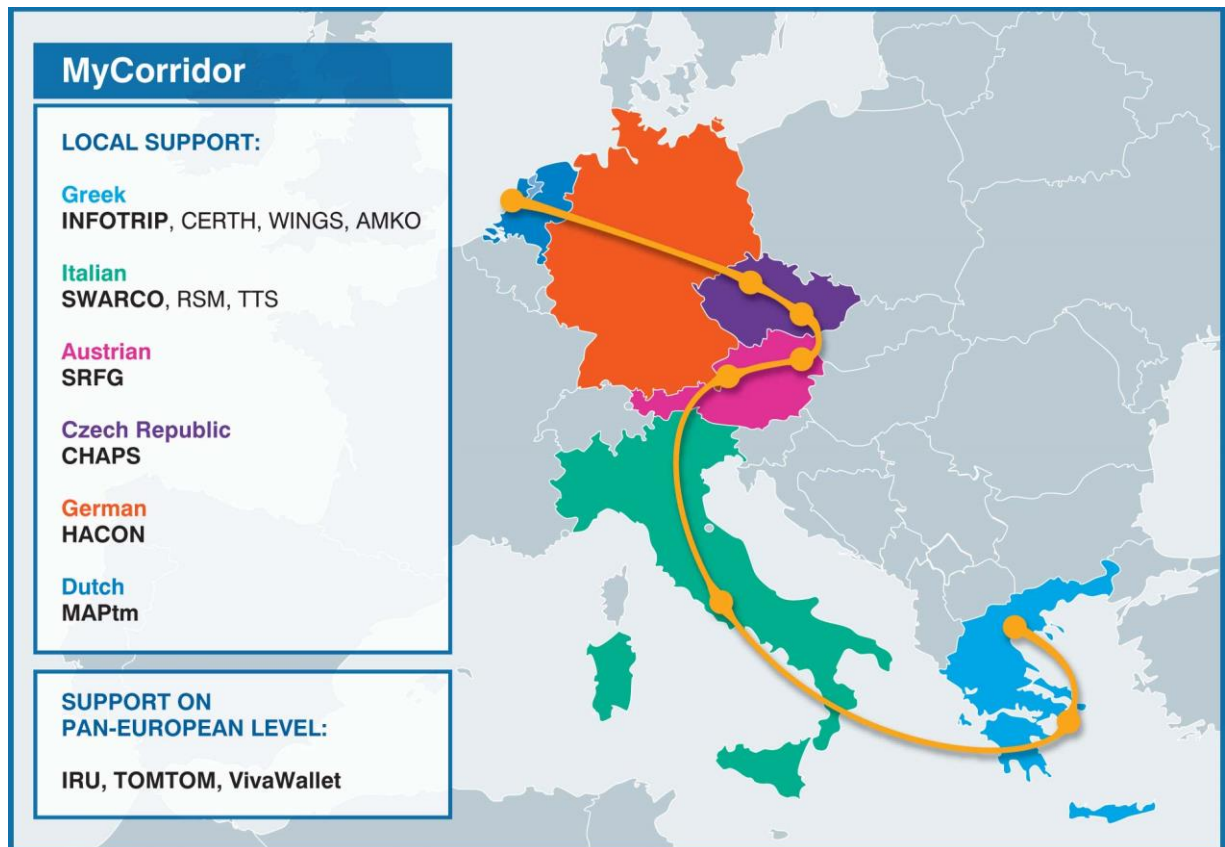 MyCorridor
LOCAL SUPPORT:
Greek
INFOTRIP, CERTH, WINGS, AMKO
Italian
SWARCO, RSM, TTS
Austrian
SRFG
Czech Republic
CHAPS
German
HACON
Dutch
MAPtm
SUPPORT ON
PAN-EUROPEAN LEVEL:
IRU, TOMTOM, VivaWallet